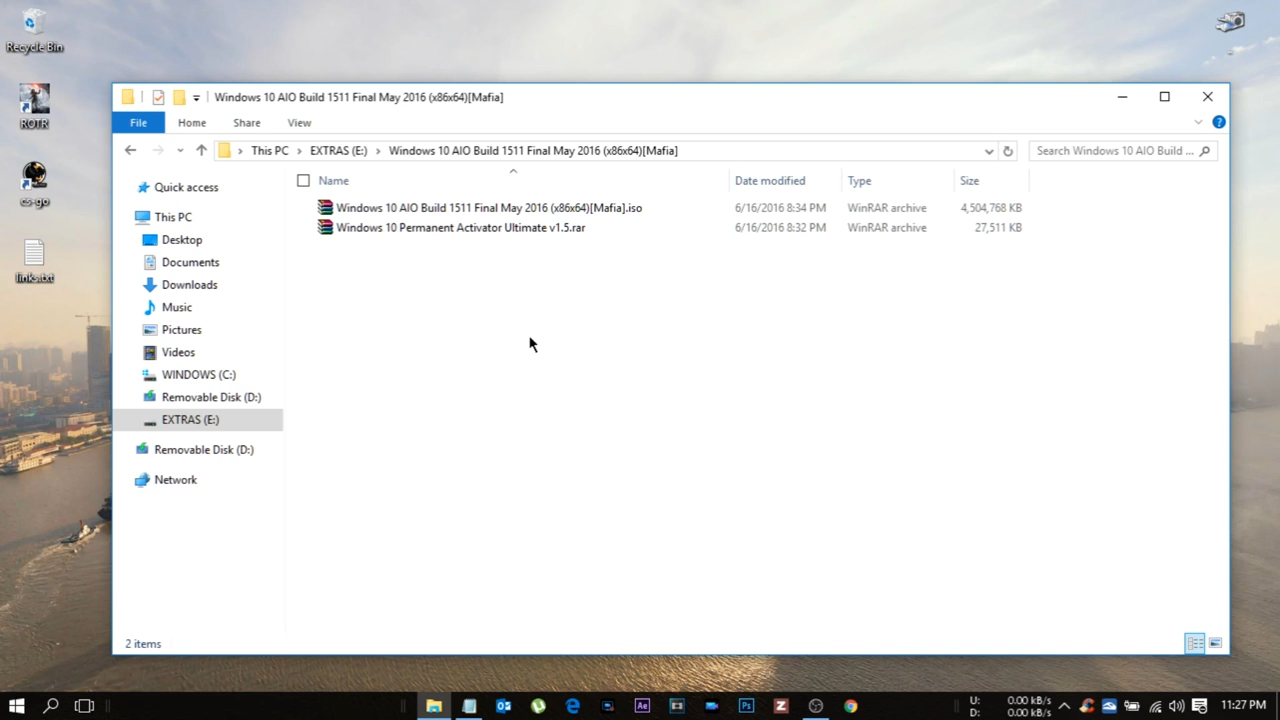 Recycle Bin
ROTR
cs-go
links.txt
Windows 10 AIO Build 1511 Final May 2016 (x86x64)[Mafia]
File Home Share View
This PC EXTRAS (E:) Windows 10 AIO Build 1511 Final May 2016 (x86x64)[Mafia]
Search Windows 10 AIO Build ...
Name Date modified Type Size
Windows 10 AIO Build 1511 Final May 2016 (x86x64)[Mafia].iso 6/16/2016 8:34 PM WinRAR archive 4,504,768 KB
Windows 10 Permanent Activator Ultimate v1.5.rar 6/16/2016 8:32 PM WinRAR archive 27,511 KB
Quick access
This PC
Desktop
Documents
Downloads
Music
Pictures
Videos
WINDOWS (C:)
Removable Disk (D:)
EXTRAS (E:)
Removable Disk (D:)
Network
2 items
Ae
Ps
Z
U: 0.00 kB/s
D: 0.00 kB/s
11:27 PM